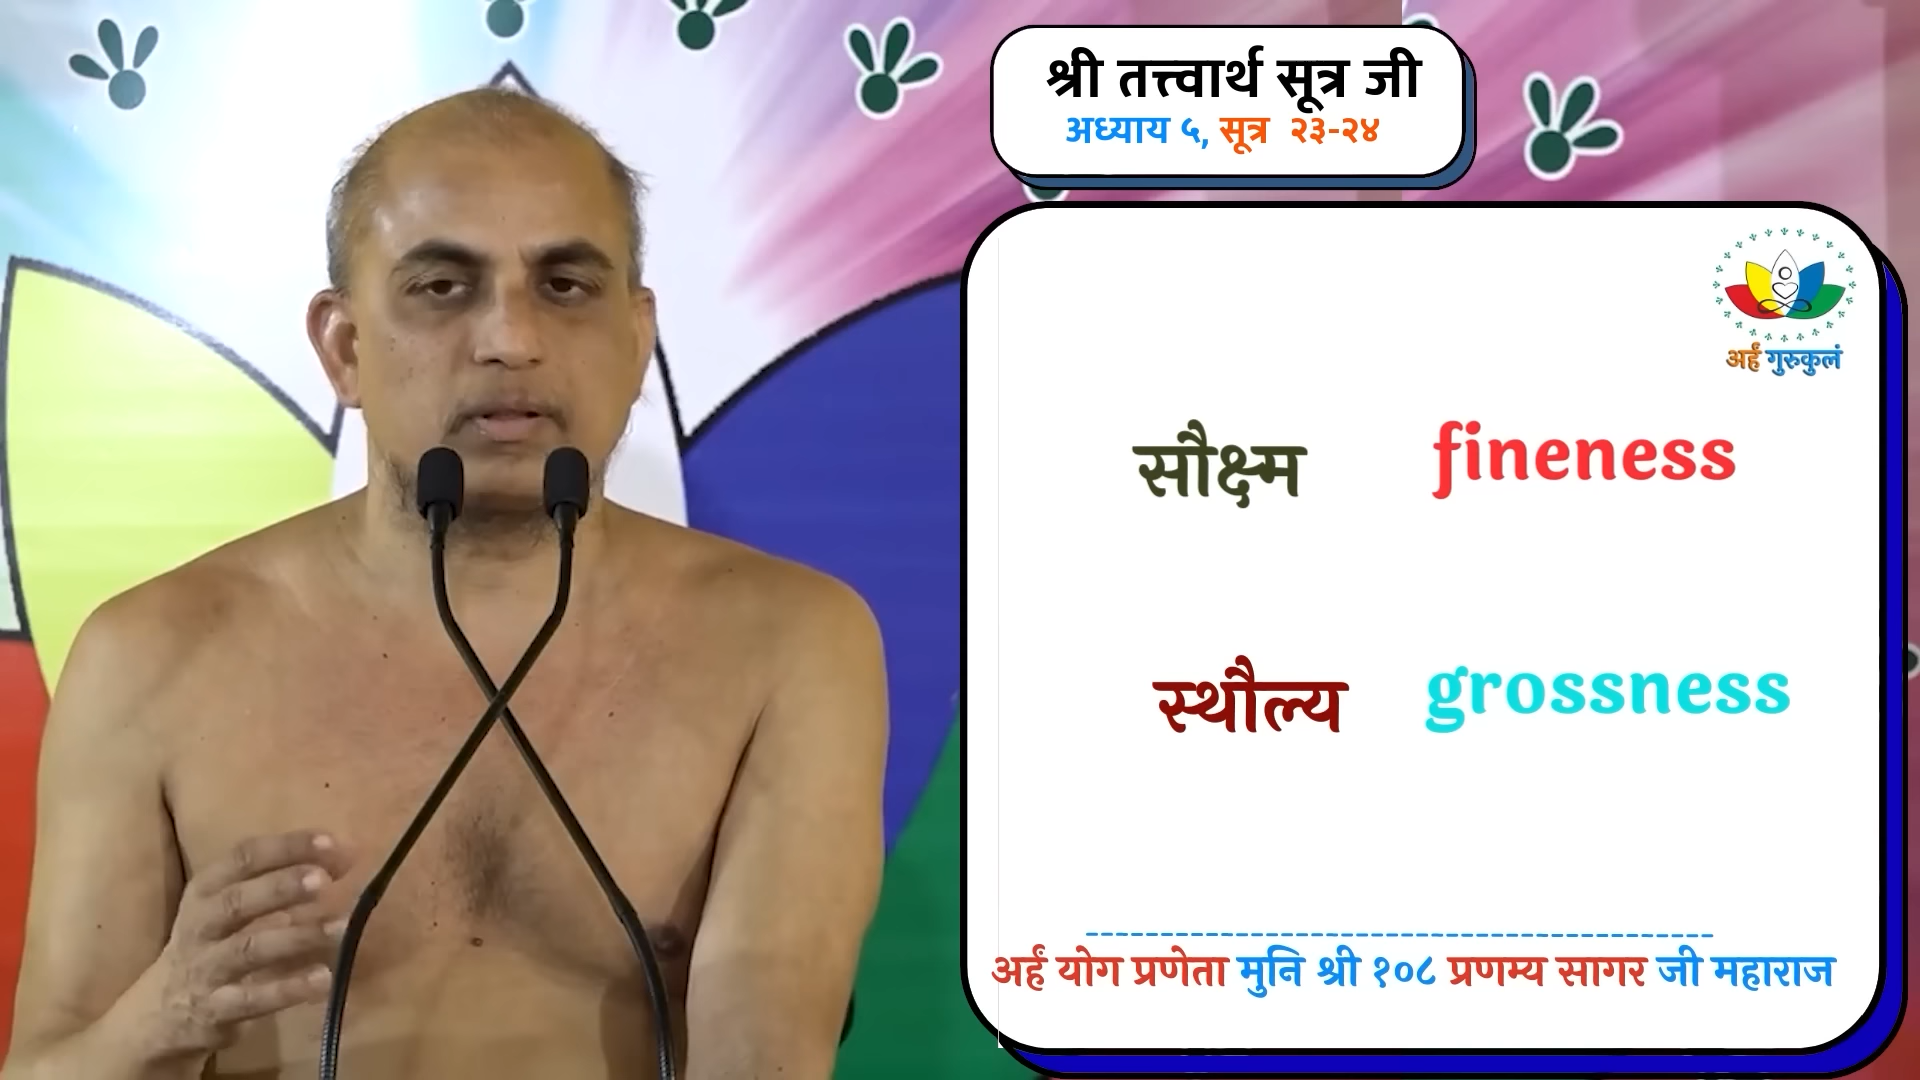 श्री तत्त्वार्थ सूत्र जी
अध्याय ५, सूत्र २३-२४
अर्हं गुरुकुलं
सौक्ष्म fineness
स्थौल्य grossness
अर्हं योग प्रणेता मुनि श्री १०८ प्रणम्य सागर जी महाराज